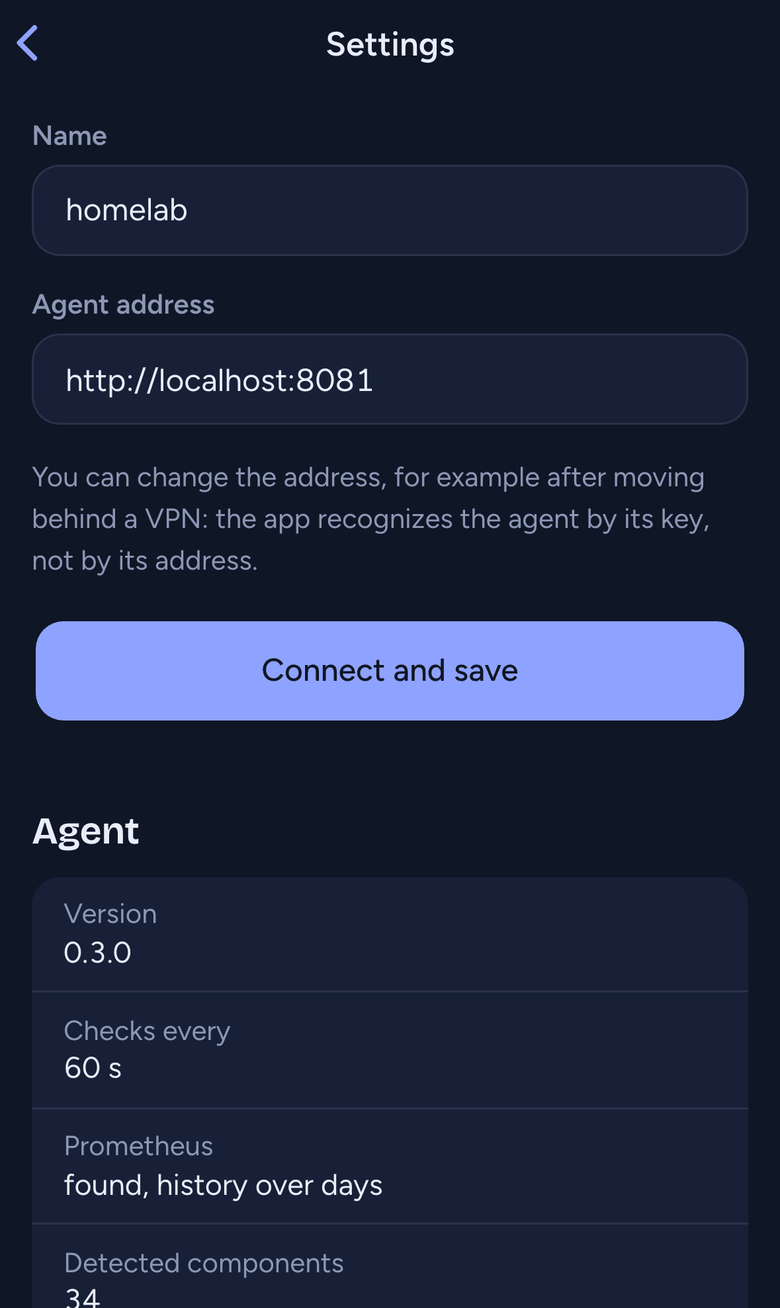 Settings
Name
homelab
Agent address
http://localhost:8081
You can change the address, for example after moving
behind a VPN: the app recognizes the agent by its key,
not by its address.
Connect and save
Agent
Version
0.3.0
Checks every
60 s
Prometheus
found, history over days
Detected components
34